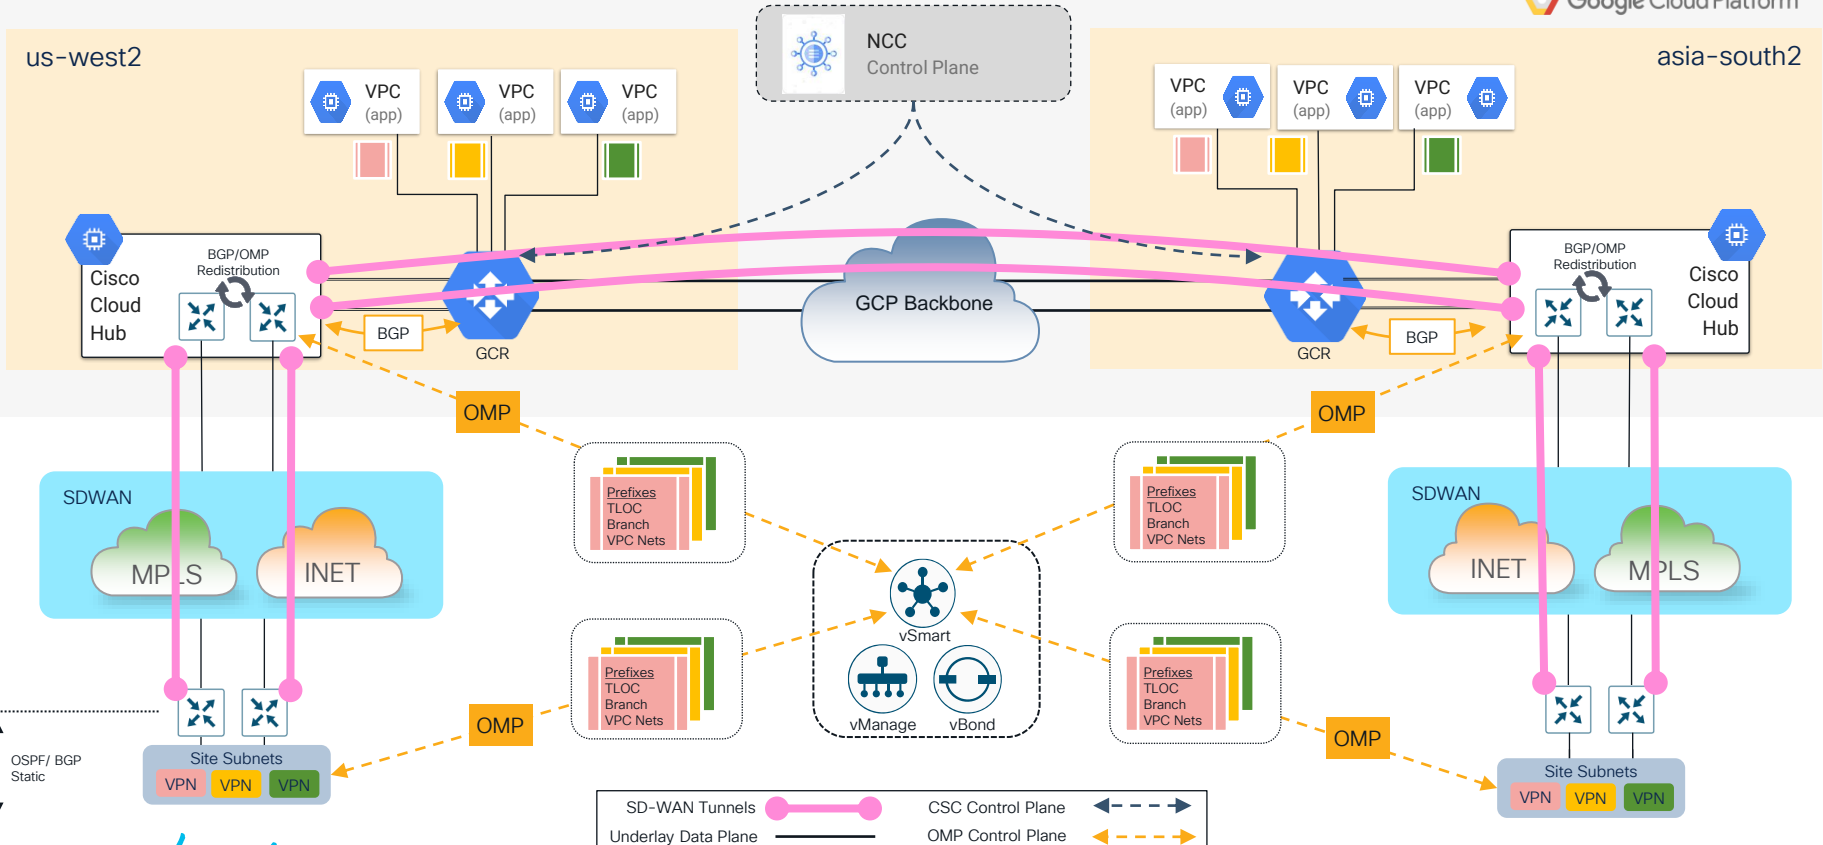 Google Cloud Platform
us-west2
NCC
Control Plane
asia-south2
VPC
(app)
VPC
(app)
VPC
(app)
VPC
(app)
VPC
(app)
VPC
(app)
Cisco
Cloud
Hub
BGP/OMP
Redistribution
BGP
GCR
GCP Backbone
GCR
BGP
BGP/OMP
Redistribution
Cisco
Cloud
Hub
OMP
OMP
SDWAN
MPLS
INET
Prefixes
TLOC
Branch
VPC Nets
Prefixes
TLOC
Branch
VPC Nets
SDWAN
INET
MPLS
vSmart
vManage
vBond
Prefixes
TLOC
Branch
VPC Nets
Prefixes
TLOC
Branch
VPC Nets
OMP
OMP
OSPF/ BGP
Static
Site Subnets
VPN VPN VPN
Site Subnets
VPN VPN VPN
SD-WAN Tunnels
CSC Control Plane
Underlay Data Plane
OMP Control Plane